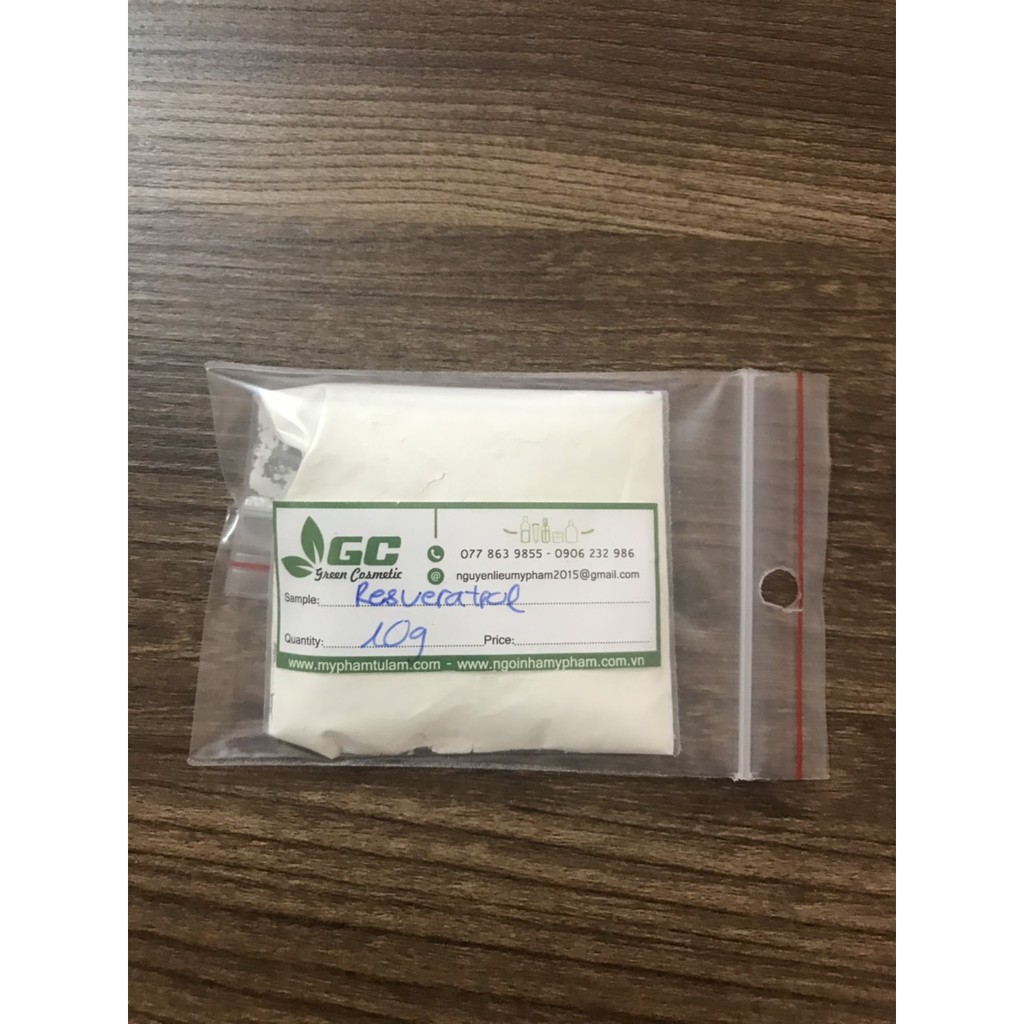 GC
Green Cosmetic
077 863 9855 - 0906 232 986
@ nguyenlieumypham2015@gmail.com
Sample: Resveratrol
Quantity: 10g Price:
www.myphamtulam.com - www.ngoinhamypham.com.vn